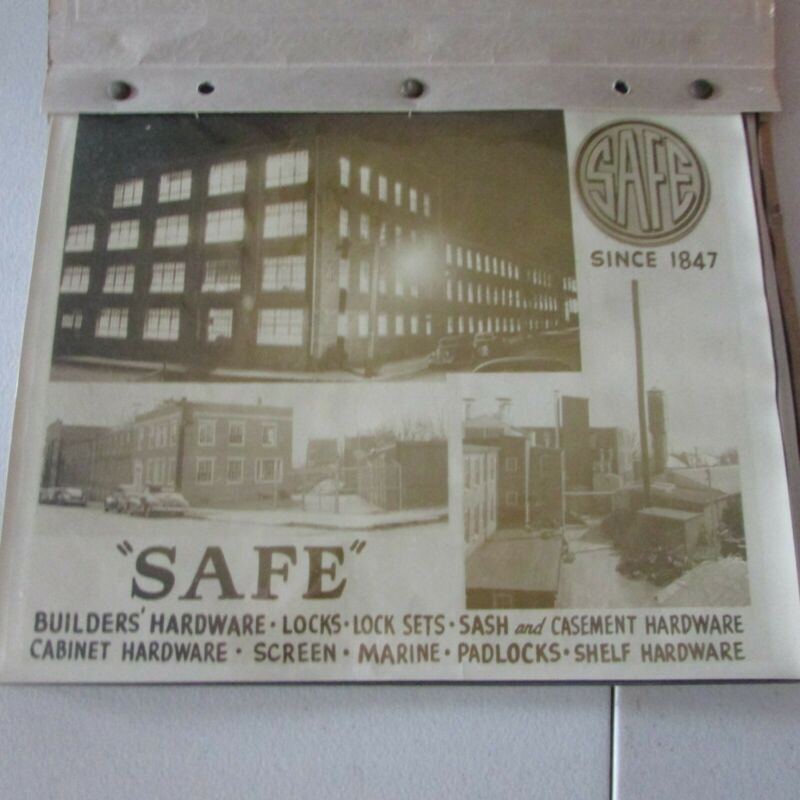 SAFE
SINCE 1847
"SAFE"
BUILDERS' HARDWARE · LOCKS · LOCK SETS · SASH and CASEMENT HARDWARE
CABINET HARDWARE · SCREEN · MARINE · PADLOCKS · SHELF HARDWARE